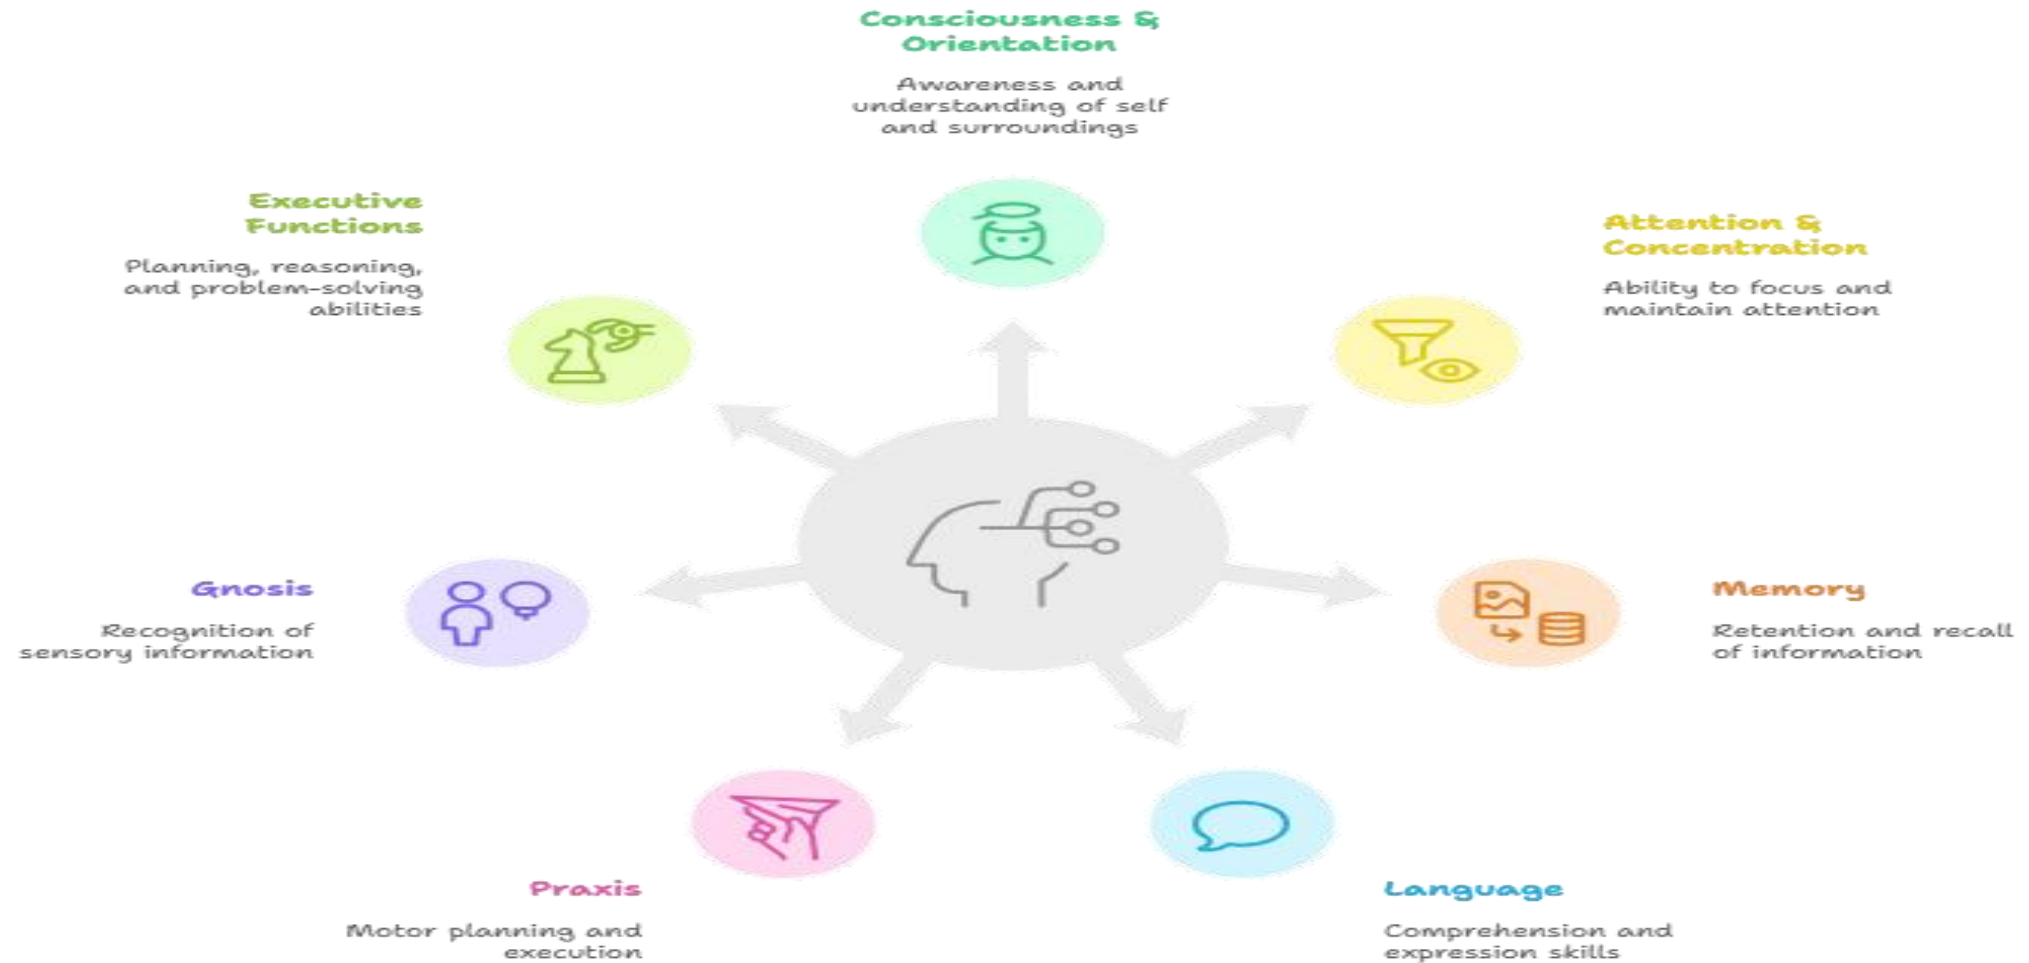 Consciousness &
Orientation
Awareness and
understanding of self
and surroundings
Executive
Functions
Planning, reasoning,
and problem-solving
abilities
Attention &
Concentration
Ability to focus and
maintain attention
Gnosis
Recognition of
sensory information
Memory
Retention and recall
of information
Praxis
Motor planning and
execution
Language
Comprehension and
expression skills